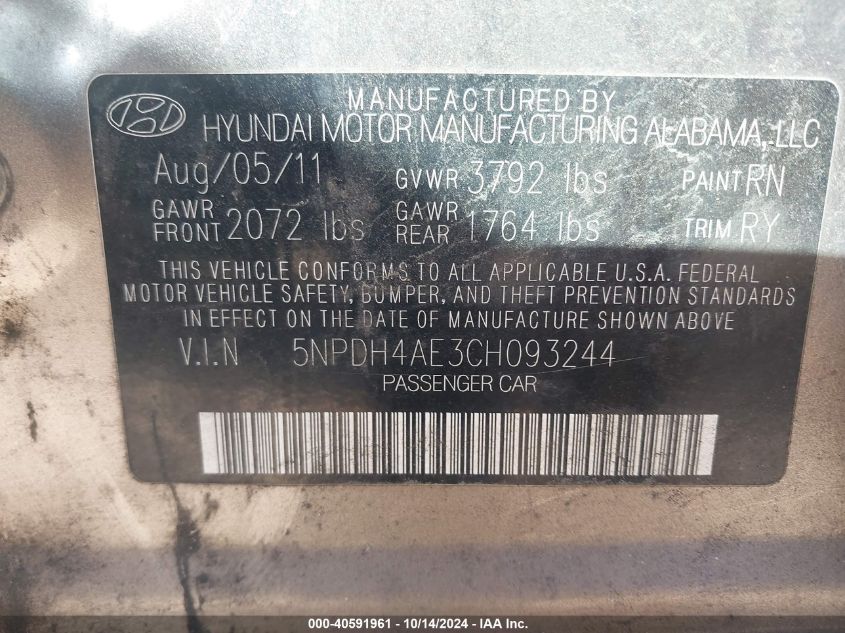 MANUFACTURED BY
HYUNDAI MOTOR MANUFACTURING ALABAMA, LLC
Aug/05/11 GVWR 3792 lbs PAINT RN
GAWR FRONT 2072 lbs GAWR REAR 1764 lbs TRIM RY
THIS VEHICLE CONFORMS TO ALL APPLICABLE U.S.A. FEDERAL
MOTOR VEHICLE SAFETY, BUMPER, AND THEFT PREVENTION STANDARDS
IN EFFECT ON THE DATE OF MANUFACTURE SHOWN ABOVE
V.I.N 5NPDH4AE3CH093244
PASSENGER CAR
000-40591961 - 10/14/2024 - IAA Inc.